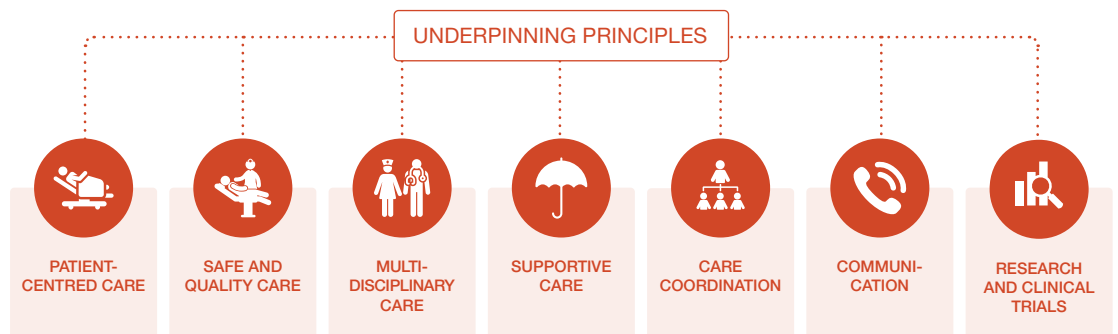 UNDERPINNING PRINCIPLES
PATIENT-
CENTRED CARE
SAFE AND
QUALITY CARE
MULTI-
DISCIPLINARY
CARE
SUPPORTIVE
CARE
CARE
COORDINATION
COMMUNI-
CATION
RESEARCH
AND CLINICAL
TRIALS